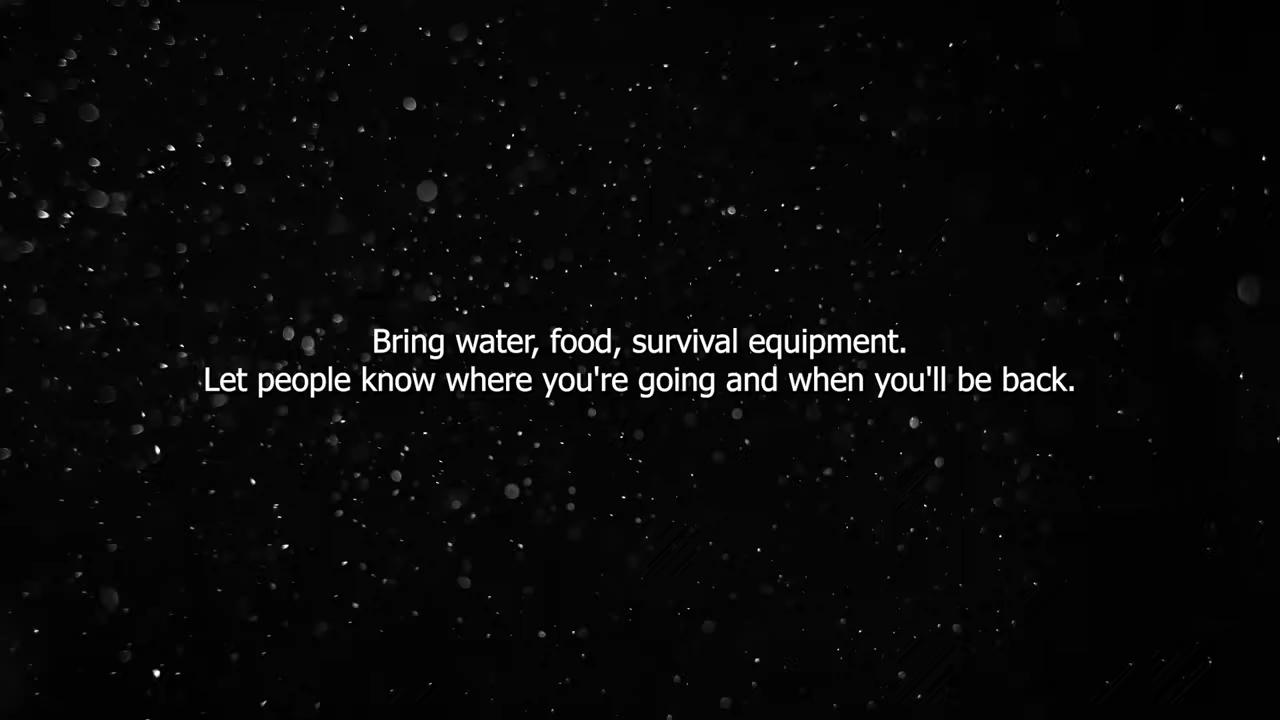 Bring water, food, survival equipment.
Let people know where you're going and when you'll be back.